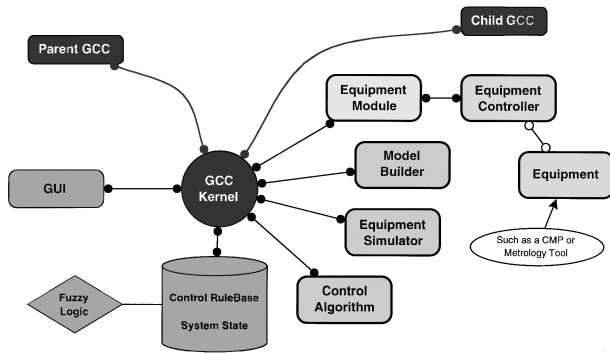 Child GCC
Parent GCC
Equipment
Module
Equipment
Controller
Model
Builder
GCC
Kernel
Equipment
GUI
Equipment
Simulator
Such as a CMP or
Metrology Tool
Control RuleBase
System State
Fuzzy
Logic
Control
Algorithm